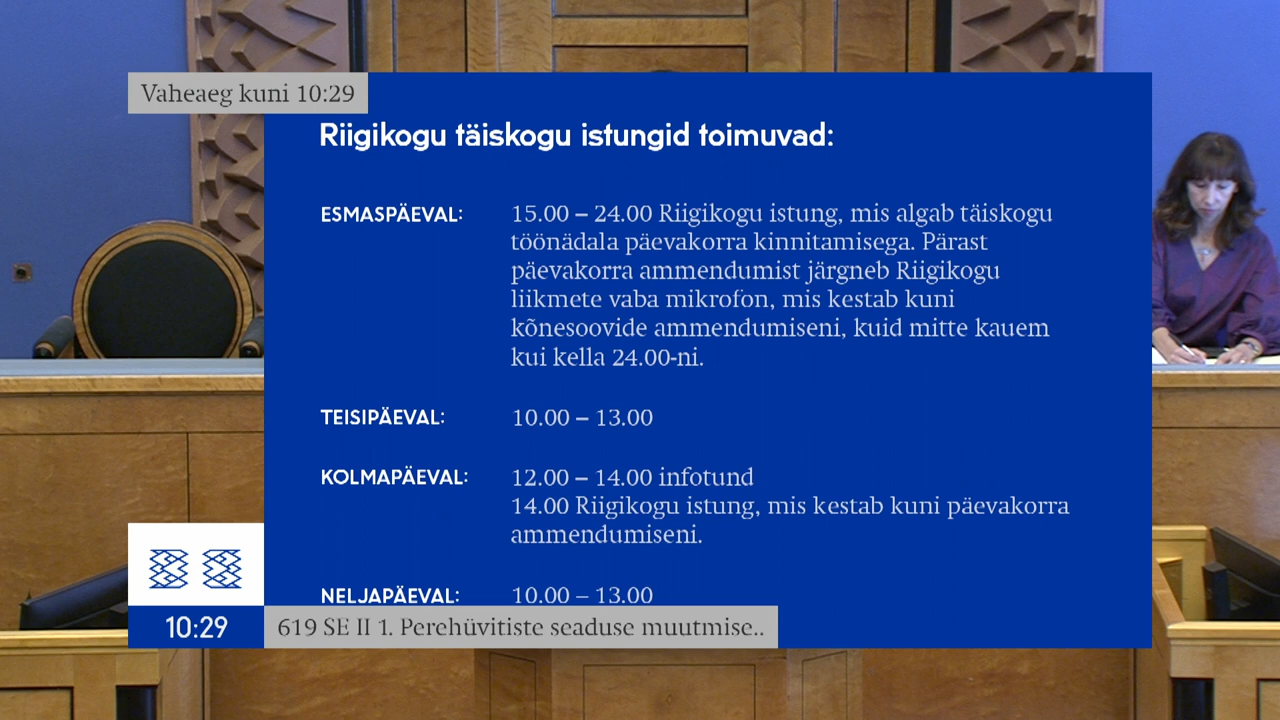 Vaheaeg kuni 10:29
Riigikogu täiskogu istungid toimuvad:
ESMASPÄEVAL:
15.00 – 24.00 Riigikogu istung, mis algab täiskogu
töönädala päevakorra kinnitamisega. Pärast
päevakorra ammendumist järgneb Riigikogu
liikmete vaba mikrofon, mis kestab kuni
kõnesoovide ammendumiseni, kuid mitte kauem
kui kella 24.00-ni.
TEISIPÄEVAL:
10.00 – 13.00
KOLMAPÄEVAL:
12.00 – 14.00 infotund
14.00 Riigikogu istung, mis kestab kuni päevakorra
ammendumiseni.
NELJAPÄEVAL:
10.00 – 13.00
10:29
619 SE II 1. Perehüvitiste seaduse muutmise..